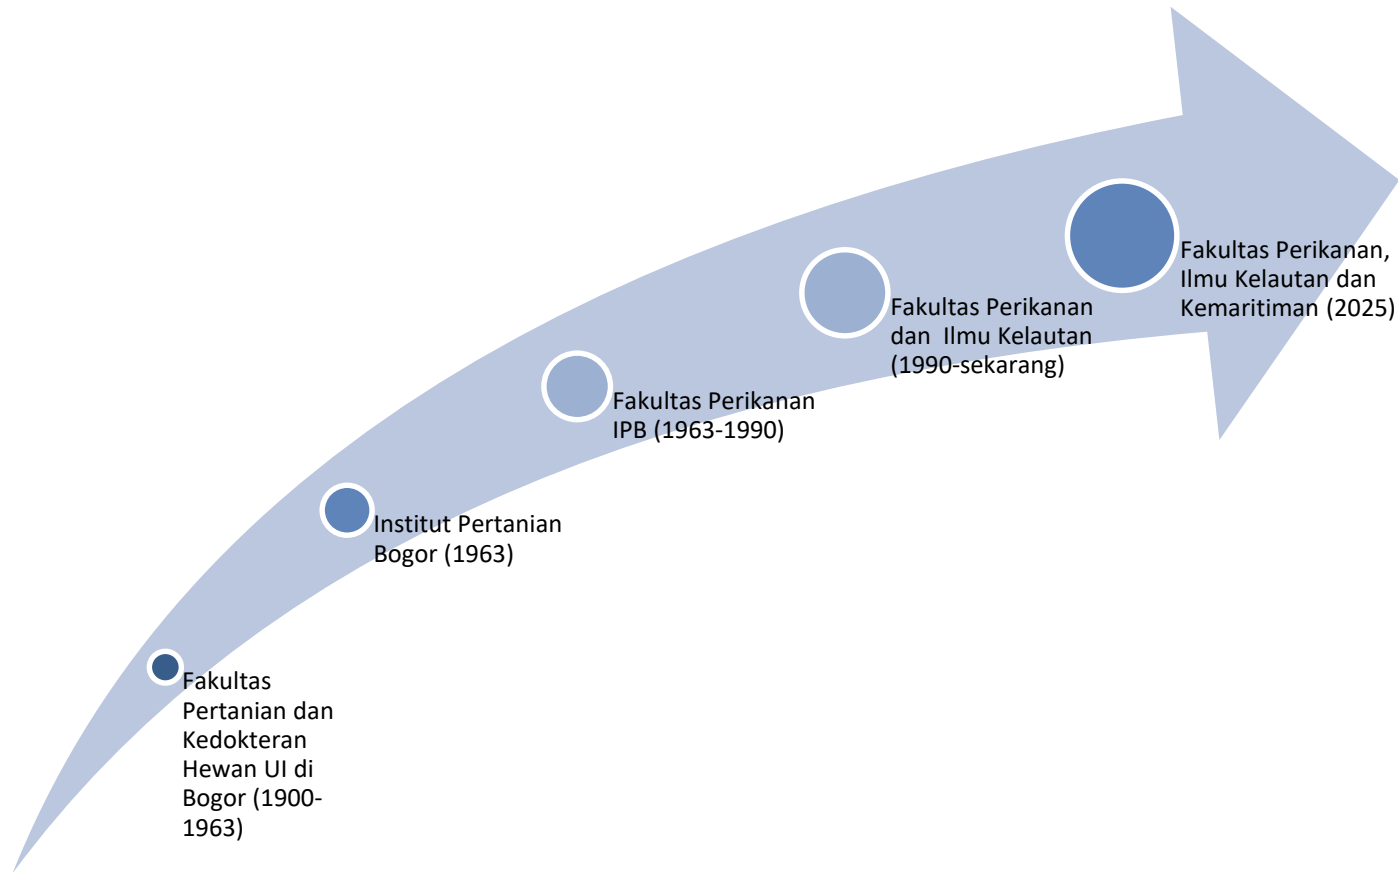 Fakultas
Pertanian dan
Kedokteran
Hewan UI di
Bogor (1900-
1963)
Institut Pertanian
Bogor (1963)
Fakultas Perikanan
IPB (1963-1990)
Fakultas Perikanan
dan  Ilmu Kelautan
(1990-sekarang)
Fakultas Perikanan,
Ilmu Kelautan dan
Kemaritiman (2025)